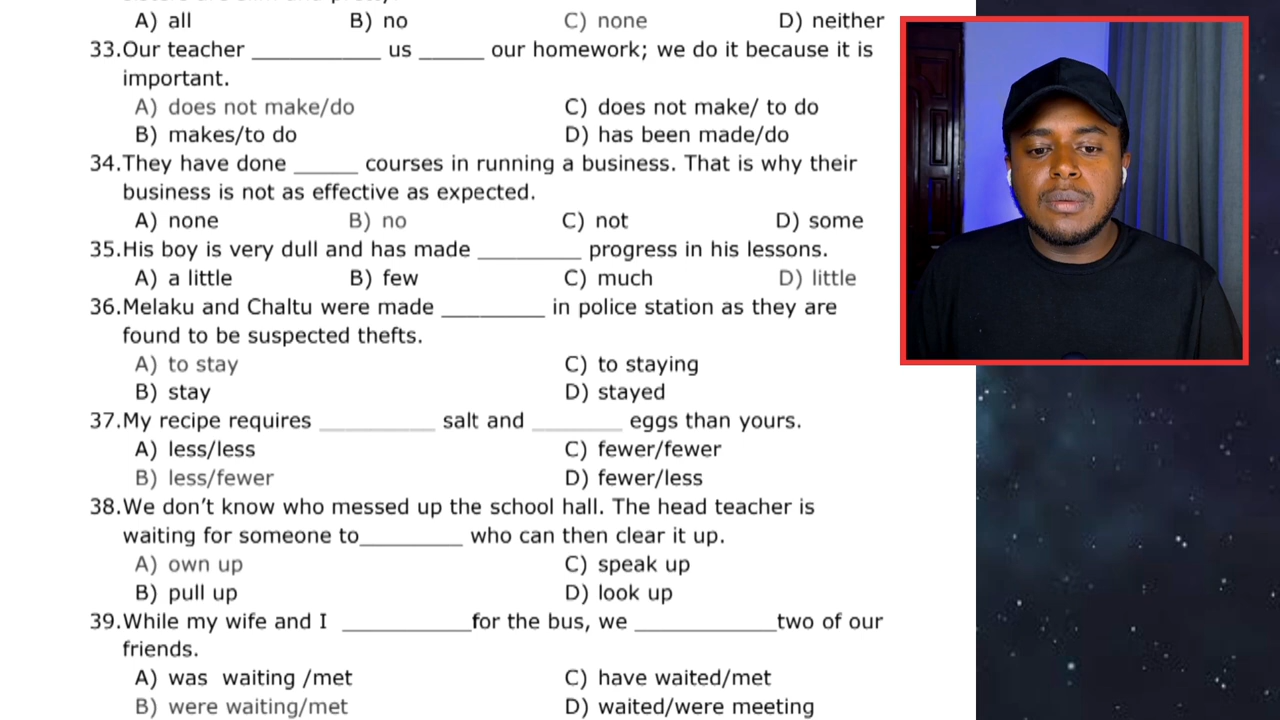 A) all B) no C) none D) neither
33.Our teacher ____________ us ______ our homework; we do it because it is
important.
A) does not make/do C) does not make/ to do
B) makes/to do D) has been made/do
34.They have done ______ courses in running a business. That is why their
business is not as effective as expected.
A) none B) no C) not D) some
35.His boy is very dull and has made __________ progress in his lessons.
A) a little B) few C) much D) little
36.Melaku and Chaltu were made __________ in police station as they are
found to be suspected thefts.
A) to stay C) to staying
B) stay D) stayed
37.My recipe requires ___________ salt and _________ eggs than yours.
A) less/less C) fewer/fewer
B) less/fewer D) fewer/less
38.We don't know who messed up the school hall. The head teacher is
waiting for someone to__________ who can then clear it up.
A) own up C) speak up
B) pull up D) look up
39.While my wife and I ____________for the bus, we _____________two of our
friends.
A) was waiting /met C) have waited/met
B) were waiting/met D) waited/were meeting